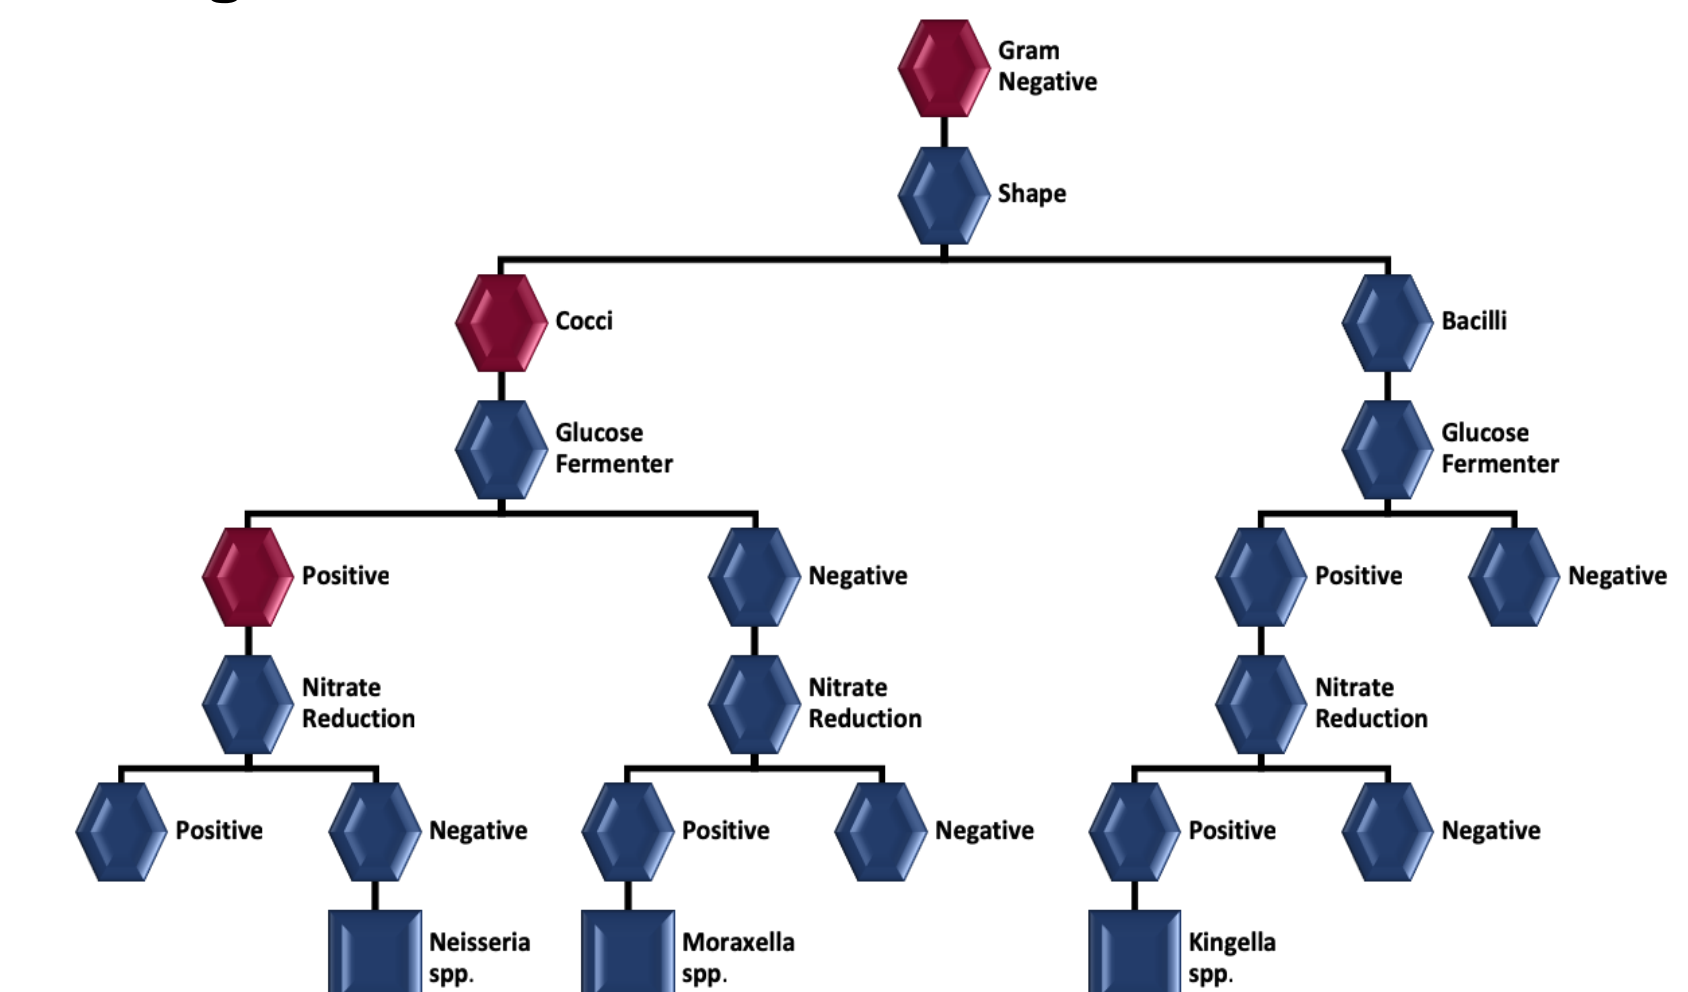 Gram
Negative
Shape
Cocci
Bacilli
Glucose
Fermenter
Glucose
Fermenter
Positive
Negative
Positive
Negative
Nitrate
Reduction
Nitrate
Reduction
Nitrate
Reduction
Positive
Negative
Positive
Negative
Positive
Negative
Neisseria
spp.
Moraxella
spp.
Kingella
spp.